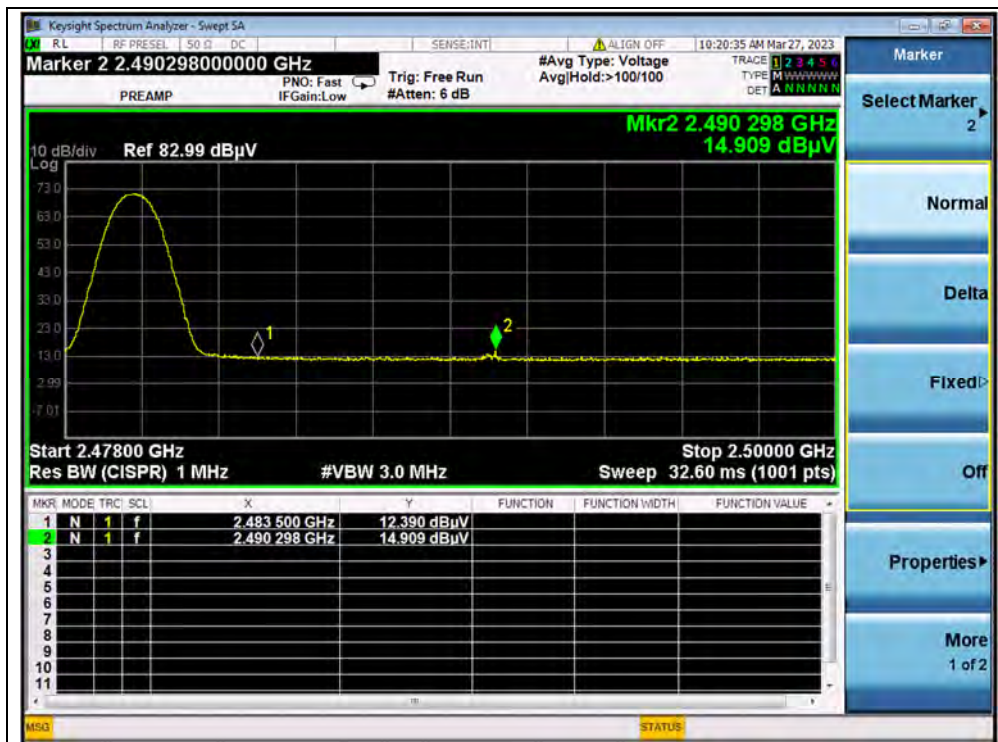 Keysight Spectrum Analyzer - Swept SA
LXI RL RF PRESEL 50 Ω DC SENSE:INT ALIGN OFF 10:20:35 AM Mar 27, 2023
Marker 2 2.490298000000 GHz
PREAMP
PNO: Fast
IFGain:Low
Trig: Free Run
#Atten: 6 dB
#Avg Type: Voltage
Avg|Hold:>100/100
TRACE 1 2 3 4 5 6
TYPE M WWWWW
DET A N N N N N
Mkr2 2.490 298 GHz
14.909 dBµV
10 dB/div Ref 82.99 dBµV
Log
73.0
63.0
53.0
43.0
33.0
23.0
13.0
2.99
-7.01
1
2
Start 2.47800 GHz Stop 2.50000 GHz
Res BW (CISPR) 1 MHz #VBW 3.0 MHz Sweep 32.60 ms (1001 pts)
MKR MODE TRC SCL X Y FUNCTION FUNCTION WIDTH FUNCTION VALUE
1 N 1 f 2.483 500 GHz 12.390 dBµV
2 N 1 f 2.490 298 GHz 14.909 dBµV
3
4
5
6
7
8
9
10
11
MSG STATUS
Marker
Select Marker
2
Normal
Delta
Fixed
Off
Properties
More
1 of 2